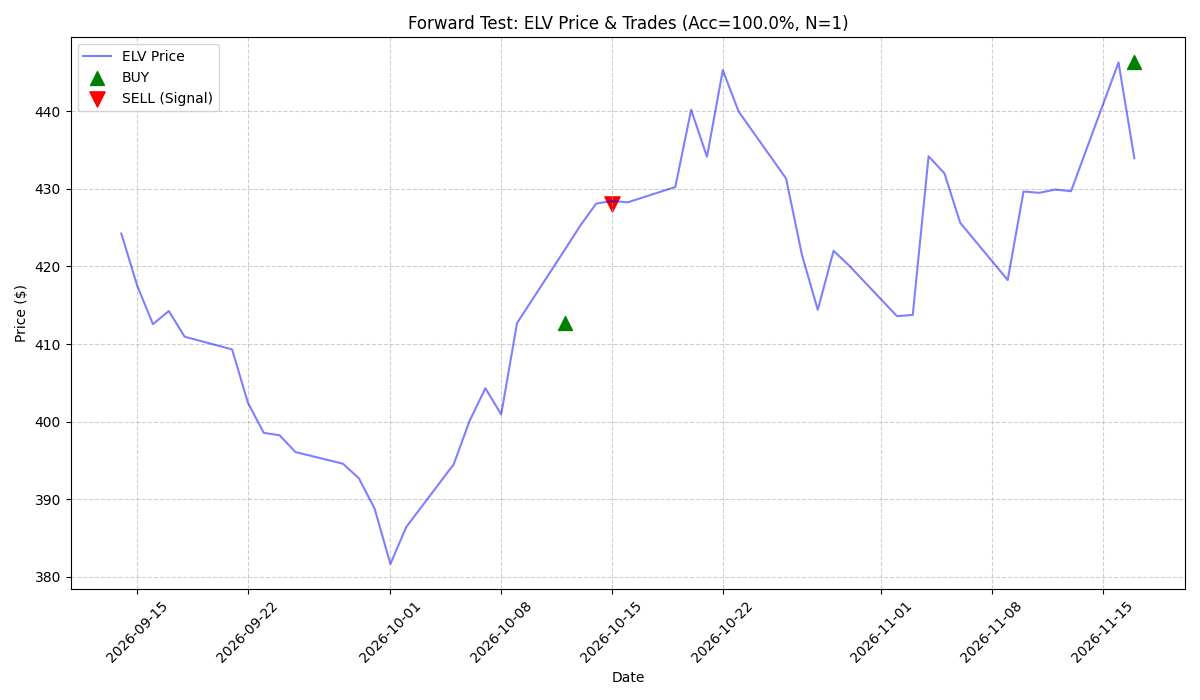 Forward Test: ELV Price & Trades (Acc=100.0%, N=1)
ELV Price
BUY
SELL (Signal)
Price ($)
440
430
420
410
400
390
380
2026-09-15
2026-09-22
2026-10-01
2026-10-08
2026-10-15
2026-10-22
2026-11-01
2026-11-08
2026-11-15
Date